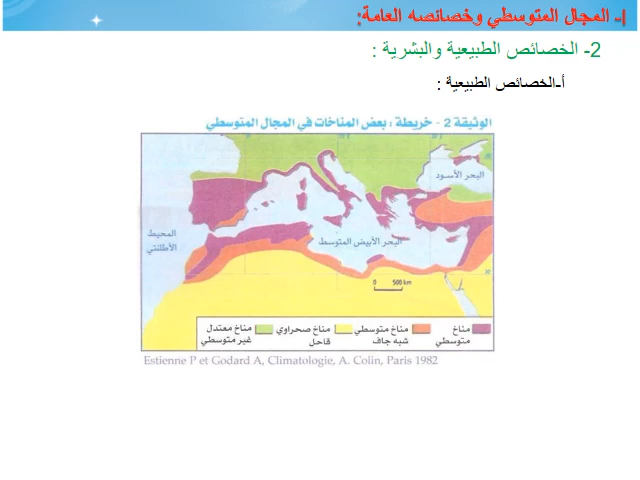 I- المجال المتوسطي وخصائصه العامة:
2- الخصائص الطبيعية والبشرية :
أ-الخصائص الطبيعية :
الوثيقة 2 - خريطة : بعض المناخات في المجال المتوسطي
البحر الأسود
المحيط
الأطلنتي
البحر الأبيض المتوسط
0 500 km
مناخ متوسطي
مناخ متوسطي شبه جاف
مناخ صحراوي قاحل
مناخ معتدل غير متوسطي
Estienne P et Godard A, Climatologie, A. Colin, Paris 1982